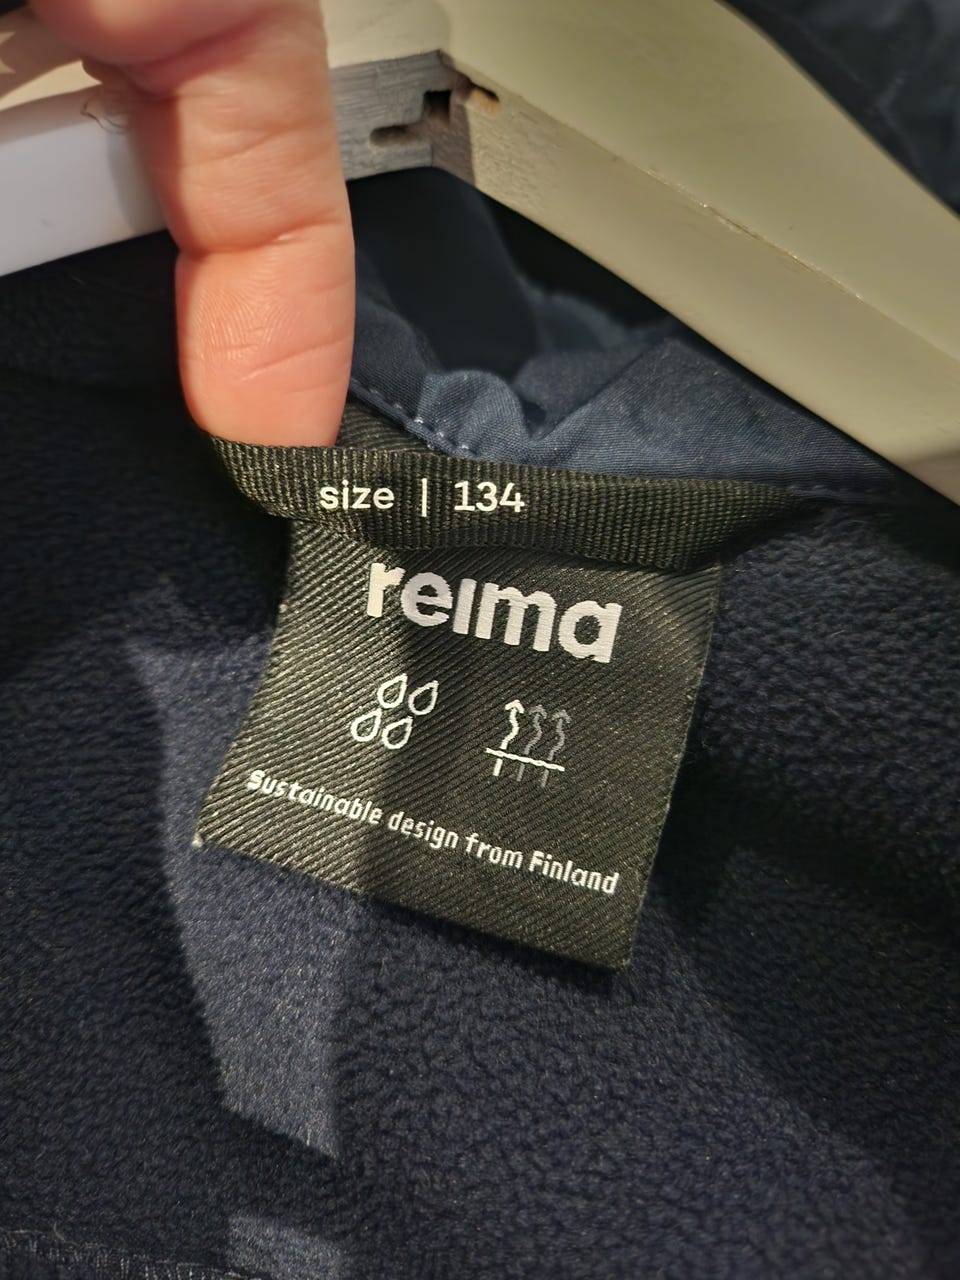 size | 134
reima
Sustainable design from Finland